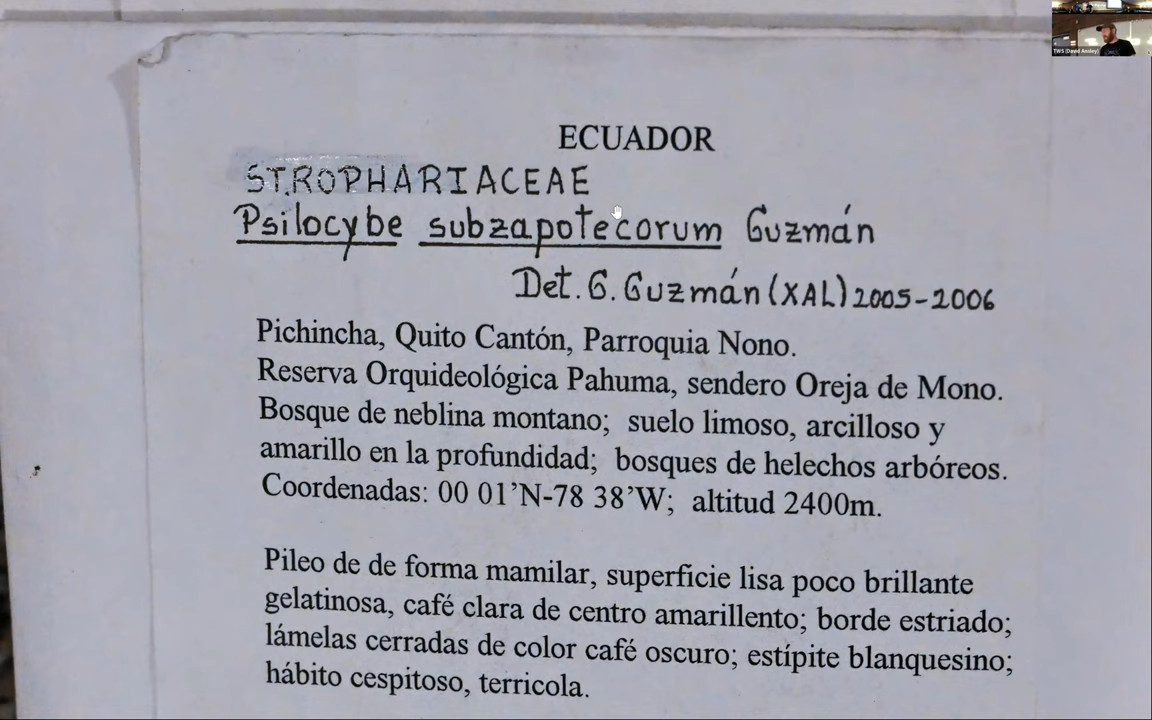 TWS (David Ansley)
ECUADOR
STROPHARIACEAE
Psilocybe subzapotecorum Guzmán
Det. G. Guzmán (XAL) 2005-2006
Pichincha, Quito Cantón, Parroquia Nono.
Reserva Orquideológica Pahuma, sendero Oreja de Mono.
Bosque de neblina montano; suelo limoso, arcilloso y
amarillo en la profundidad; bosques de helechos arbóreos.
Coordenadas: 00 01’N-78 38’W; altitud 2400m.
Pileo de de forma mamilar, superficie lisa poco brillante
gelatinosa, café clara de centro amarillento; borde estriado;
lámelas cerradas de color café oscuro; estípite blanquesino;
hábito cespitoso, terricola.